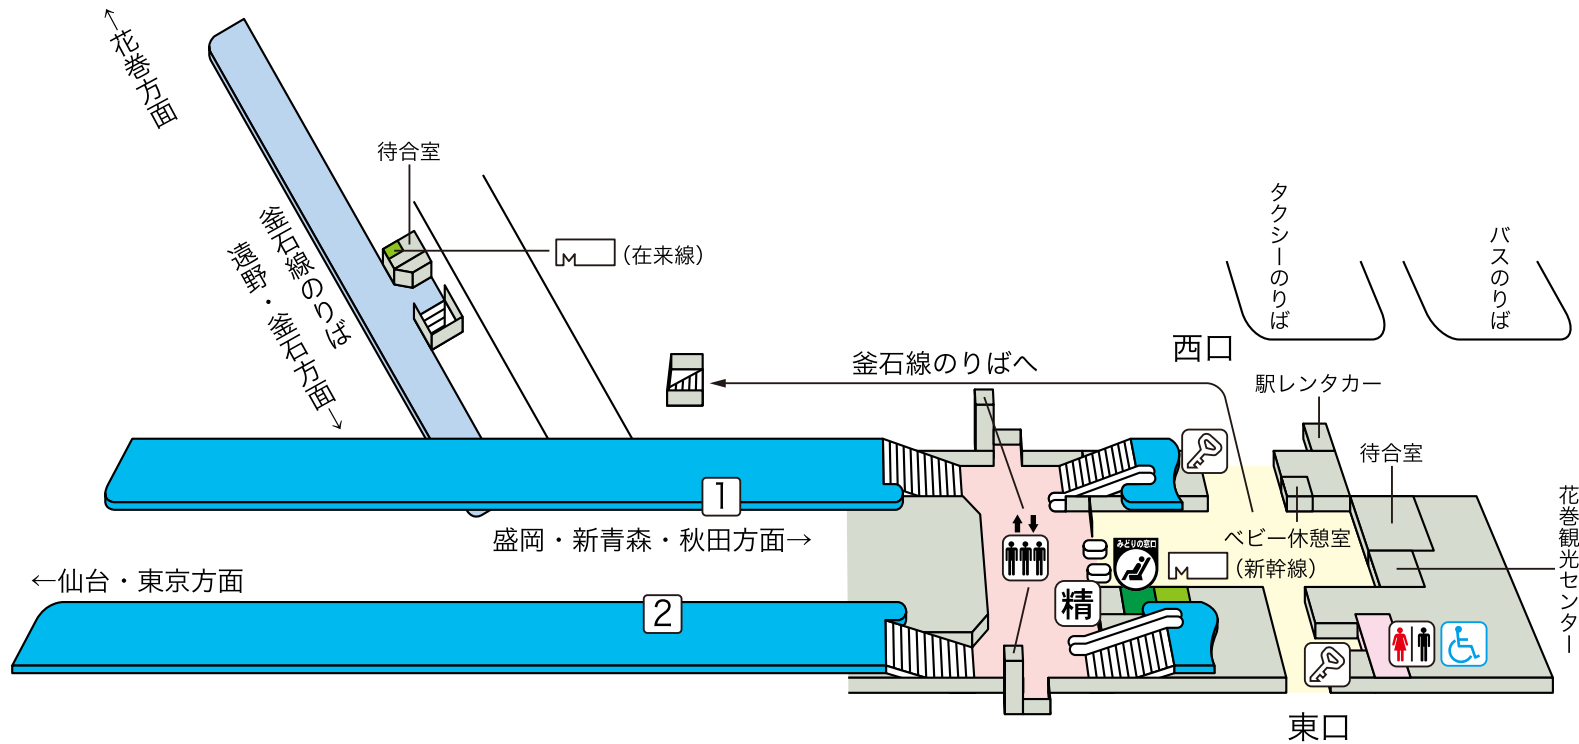 ←花巻方面
待合室
(在来線)
釜石線のりば
遠野・釜石方面→
タクシーのりば
バスのりば
西口
釜石線のりばへ
駅レンタカー
待合室
花巻観光センター
1
盛岡・新青森・秋田方面→
ベビー休憩室
みどりの窓口
(新幹線)
←仙台・東京方面
2
精
東口